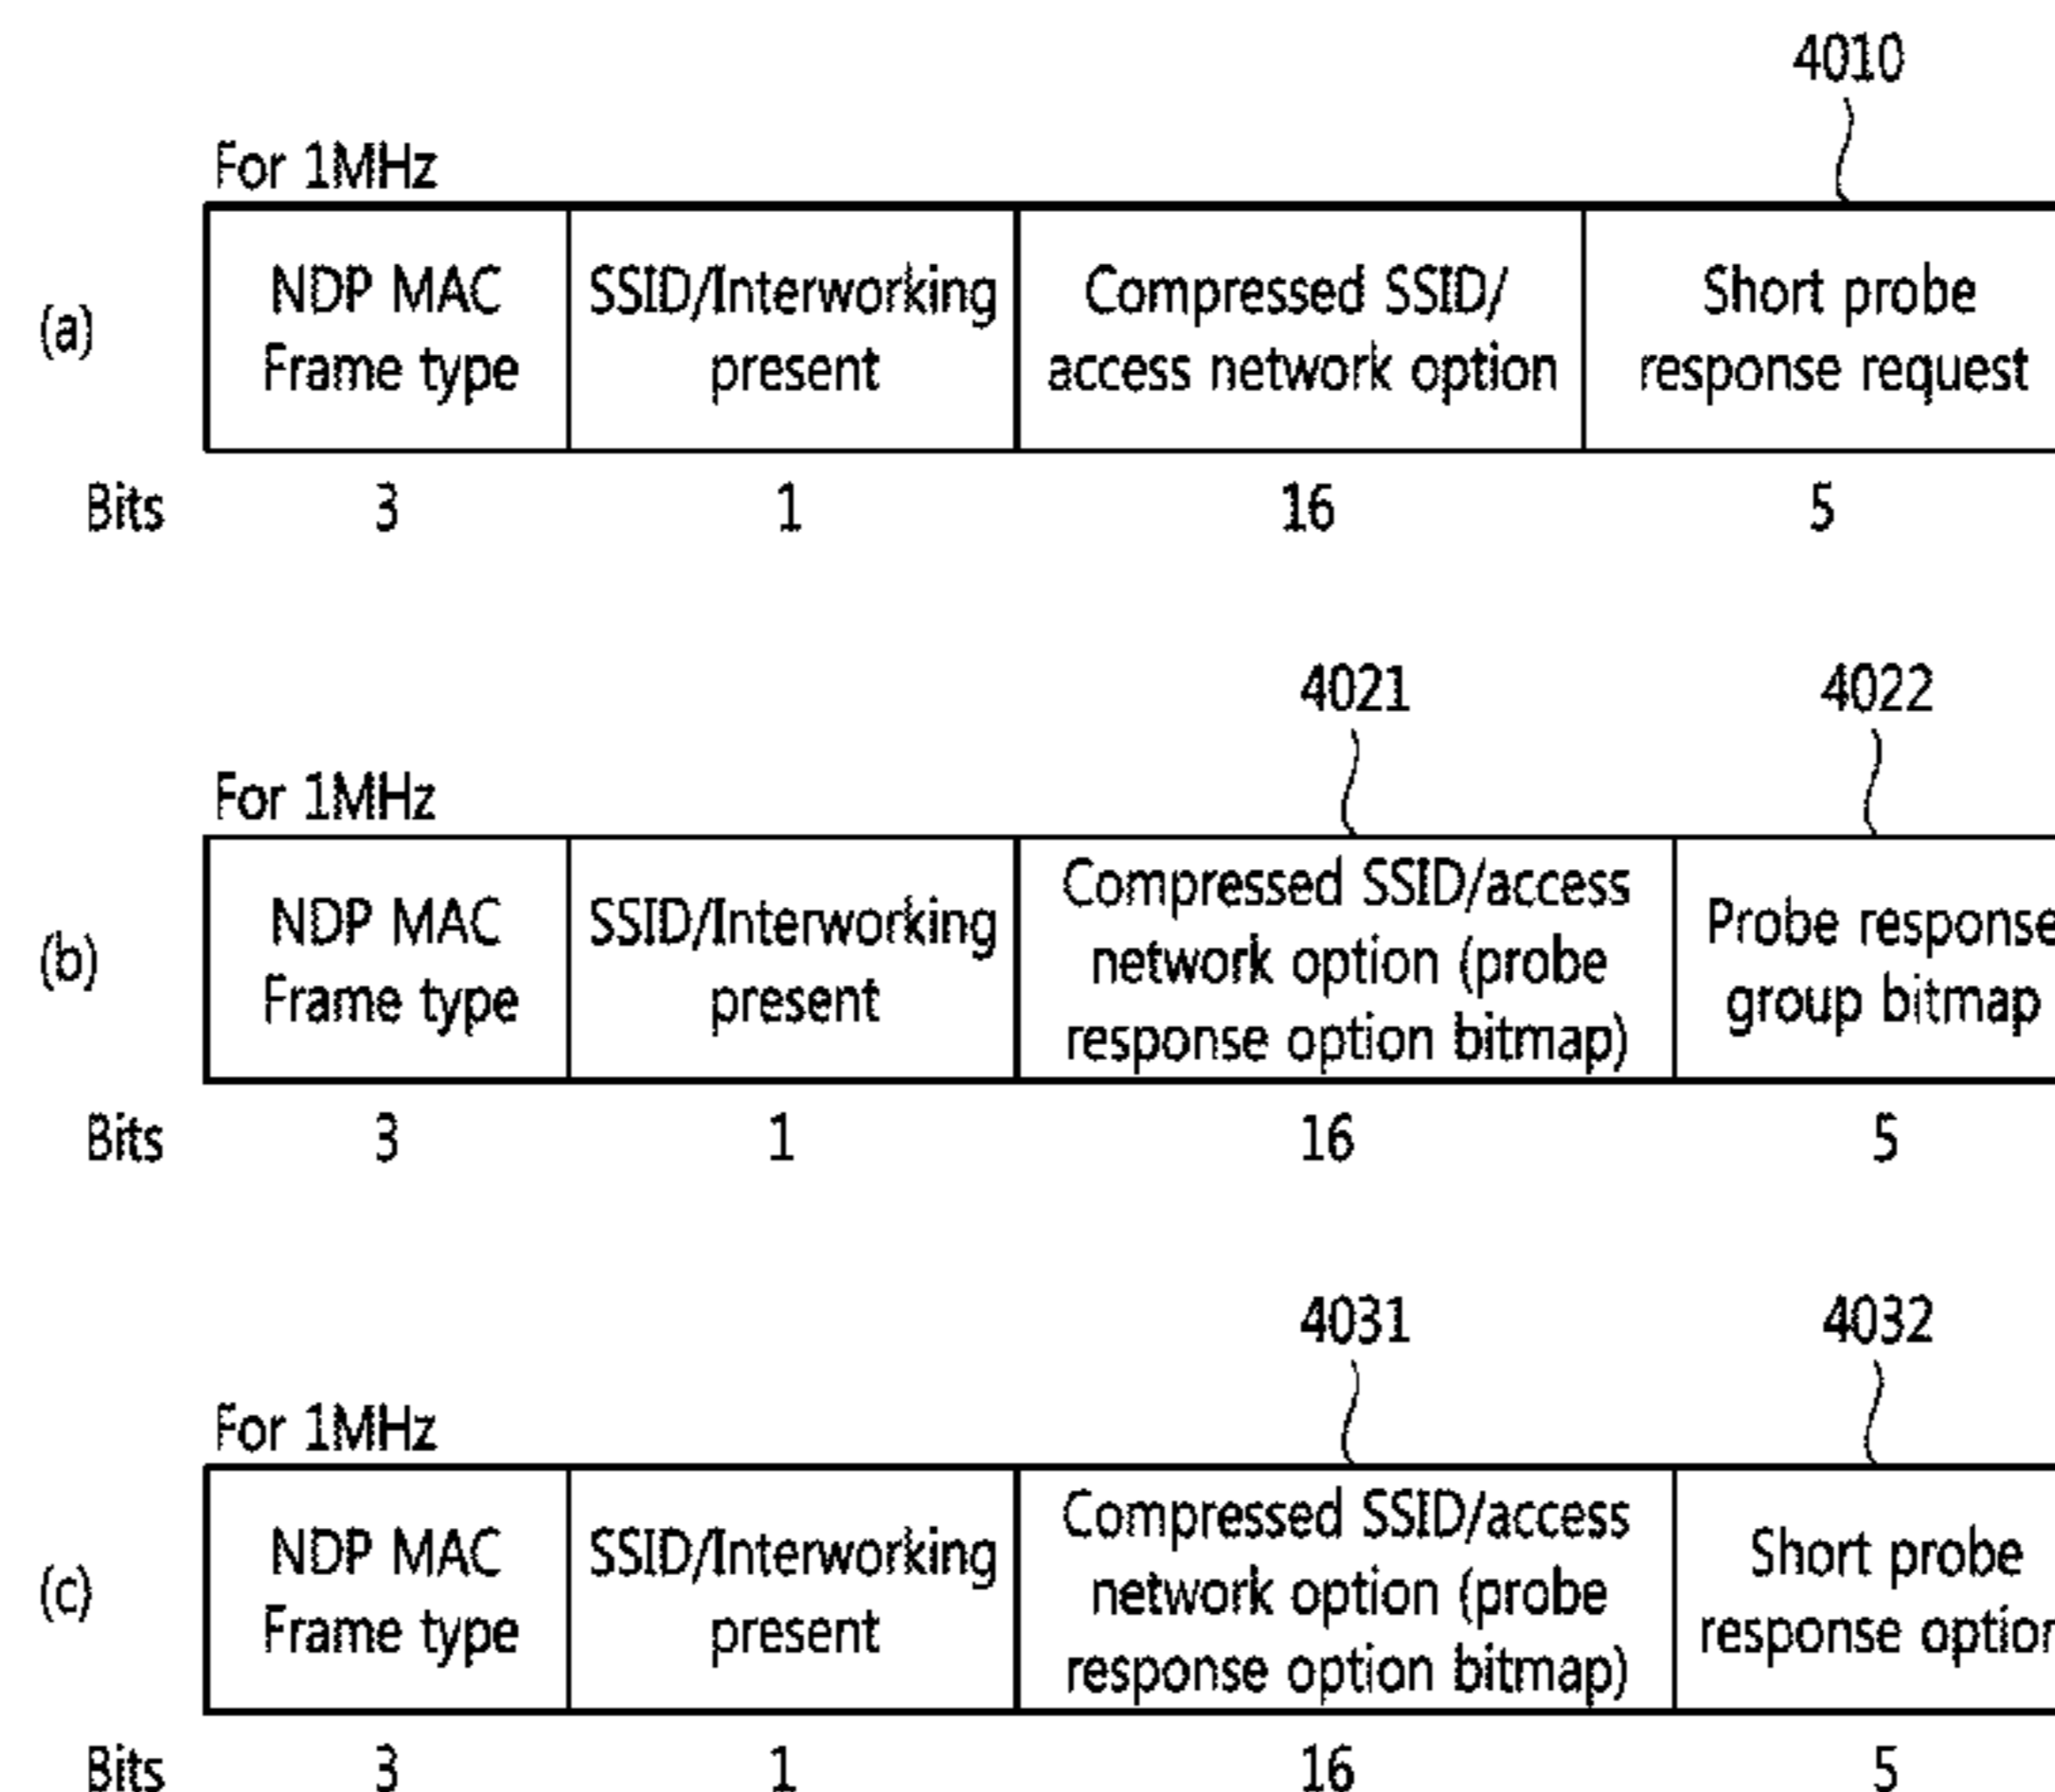 4010
For 1MHz
(a)
NDP MAC
Frame type
SSID/Interworking
present
Compressed SSID/
access network option
Short probe
response request
Bits 3 1 16 5
4021 4022
For 1MHz
(b)
NDP MAC
Frame type
SSID/Interworking
present
Compressed SSID/access
network option (probe
response option bitmap)
Probe response
group bitmap
Bits 3 1 16 5
4031 4032
For 1MHz
(c)
NDP MAC
Frame type
SSID/Interworking
present
Compressed SSID/access
network option (probe
response option bitmap)
Short probe
response option
Bits 3 1 16 5